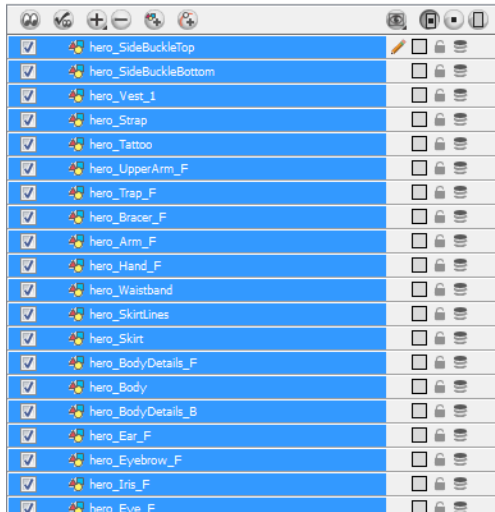 hero_SideBuckleTop
hero_SideBuckleBottom
hero_Vest_1
hero_Strap
hero_Tattoo
hero_UpperArm_F
hero_Trap_F
hero_Bracer_F
hero_Arm_F
hero_Hand_F
hero_Waistband
hero_SkirtLines
hero_Skirt
hero_BodyDetails_F
hero_Body
hero_BodyDetails_B
hero_Ear_F
hero_Eyebrow_F
hero_Iris_F
hero_Eye_F